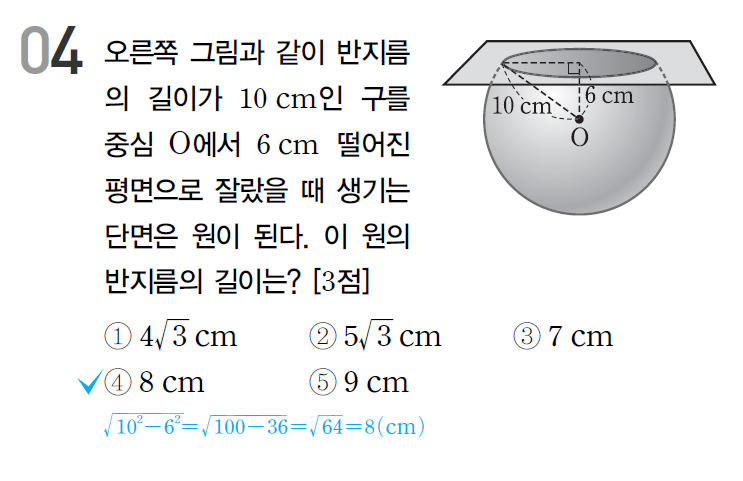 04 오른쪽 그림과 같이 반지름
의 길이가 10 cm인 구를
중심 O에서 6 cm 떨어진
평면으로 잘랐을 때 생기는
단면은 원이 된다. 이 원의
반지름의 길이는? [3점]
10 cm
6 cm
O
① 4√3 cm ② 5√3 cm ③ 7 cm
④ 8 cm ⑤ 9 cm
√10²−6²=√100−36=√64=8(cm)